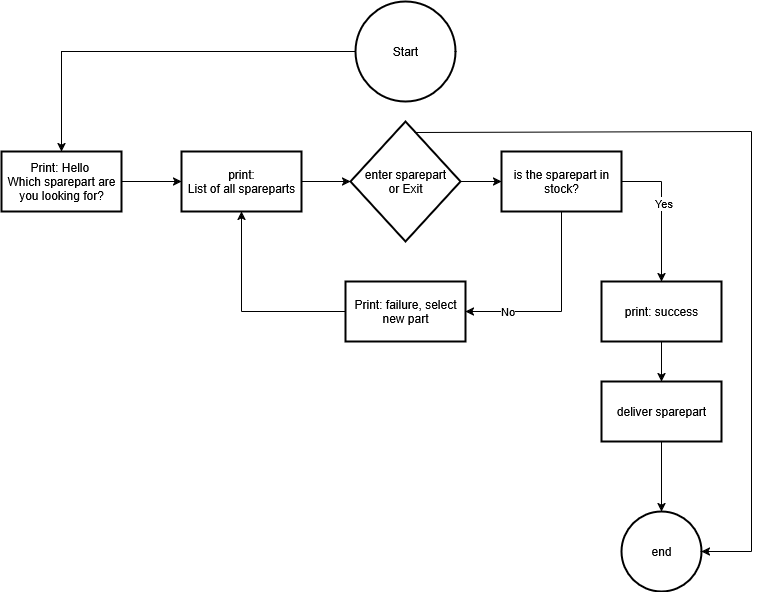 Start
Print: Hello
Which sparepart are
you looking for?
print:
List of all spareparts
enter sparepart
or Exit
is the sparepart in
stock?
Yes
Print: failure, select
new part
No
print: success
deliver sparepart
end